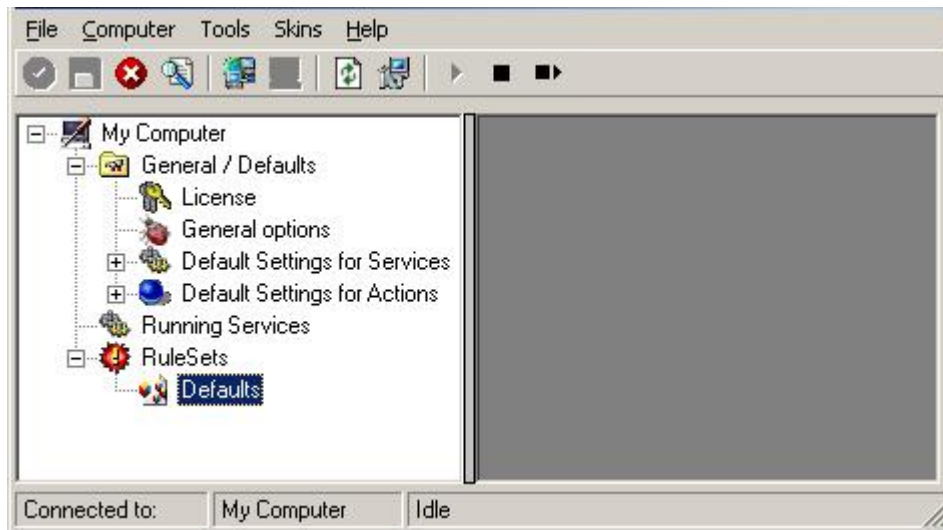 File Computer Tools Skins Help
My Computer
General / Defaults
License
General options
Default Settings for Services
Default Settings for Actions
Running Services
RuleSets
Defaults
Connected to: My Computer Idle